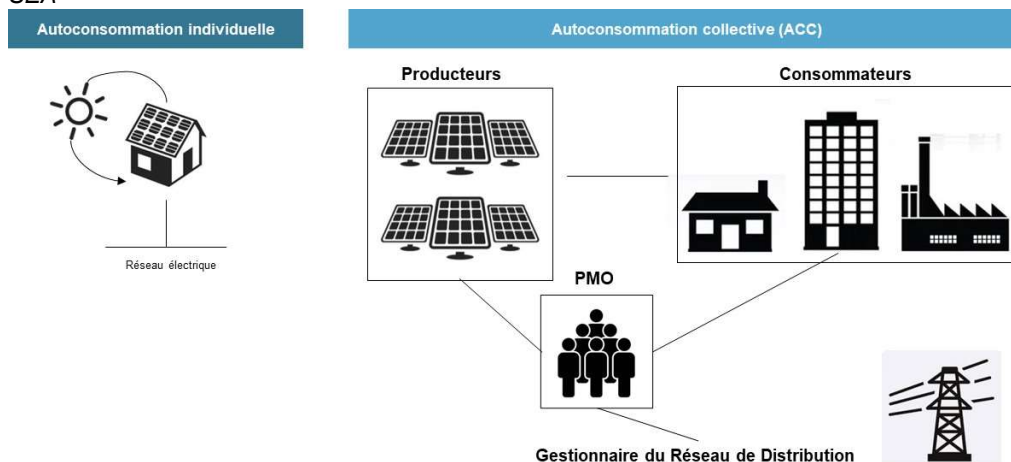 Autoconsommation individuelle
Autoconsommation collective (ACC)
Producteurs
Consommateurs
Réseau électrique
PMO
Gestionnaire du Réseau de Distribution